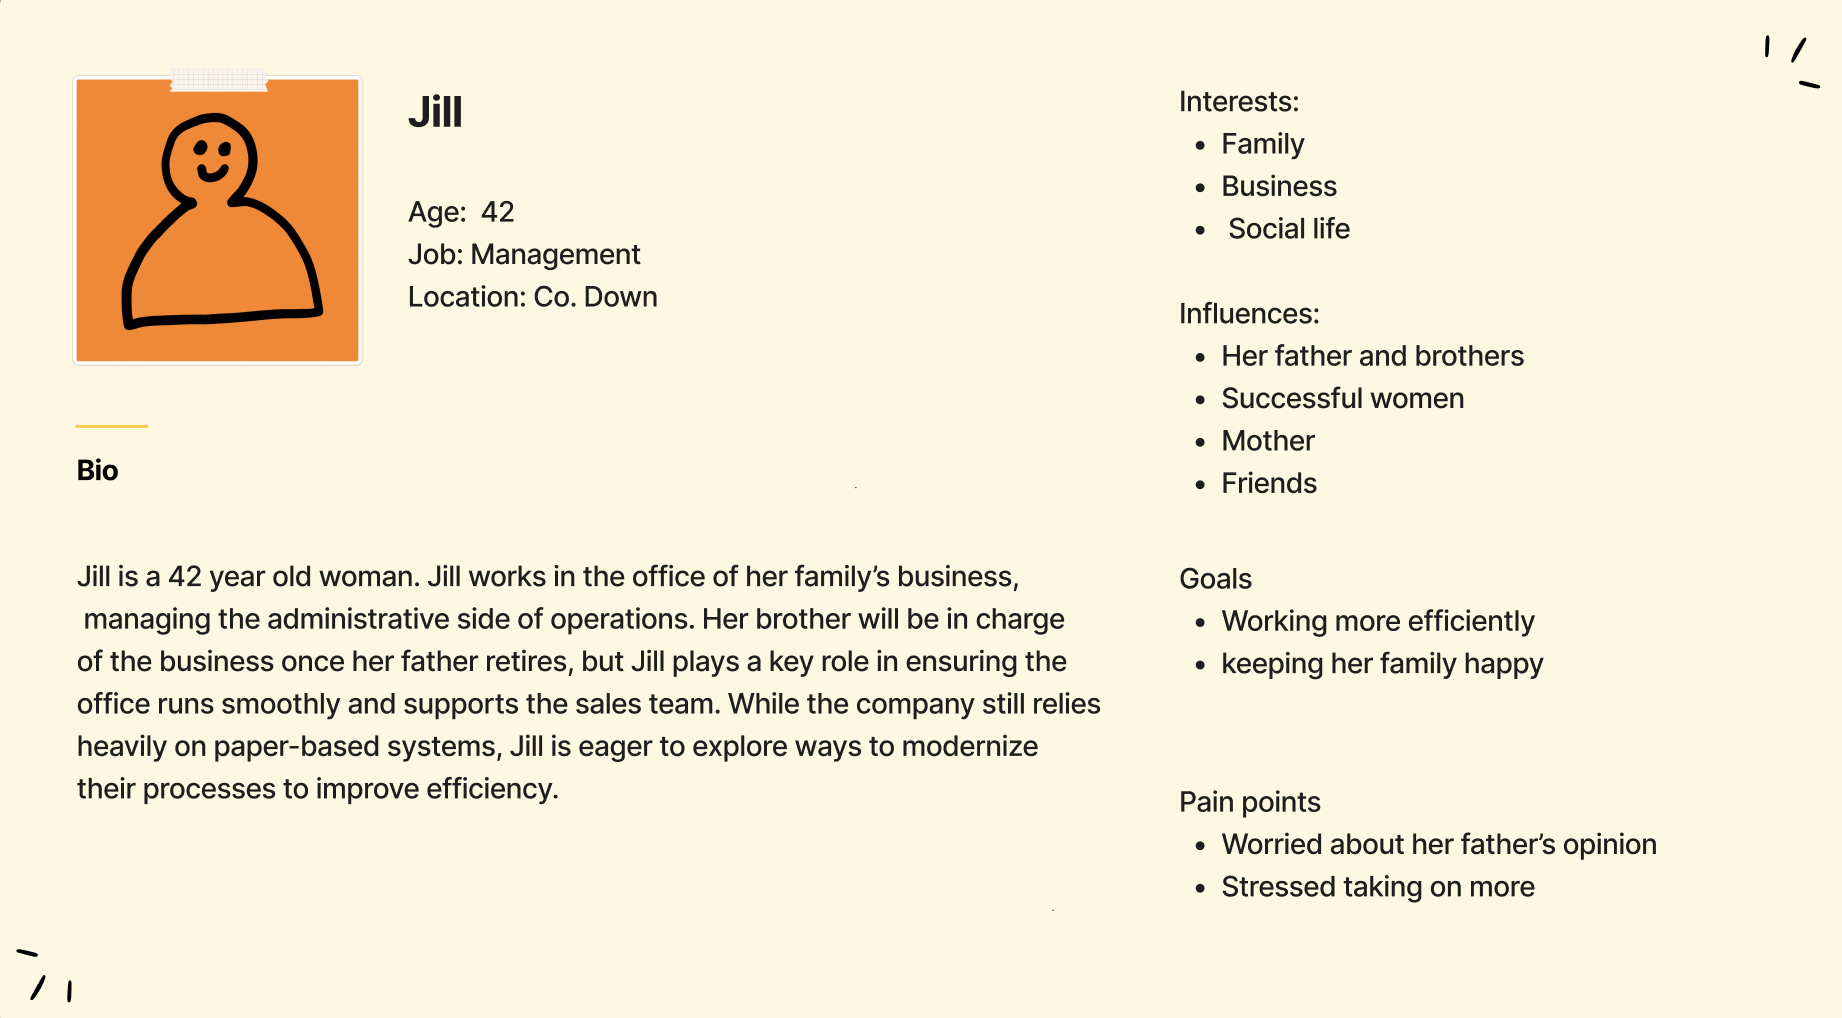 Jill
Age:  42
Job: Management
Location: Co. Down
Bio
Jill is a 42 year old woman. Jill works in the office of her family’s business,
managing the administrative side of operations. Her brother will be in charge
of the business once her father retires, but Jill plays a key role in ensuring the
office runs smoothly and supports the sales team. While the company still relies
heavily on paper-based systems, Jill is eager to explore ways to modernize
their processes to improve efficiency.
Interests:
• Family
• Business
• Social life
Influences:
• Her father and brothers
• Successful women
• Mother
• Friends
Goals
• Working more efficiently
• keeping her family happy
Pain points
• Worried about her father’s opinion
• Stressed taking on more